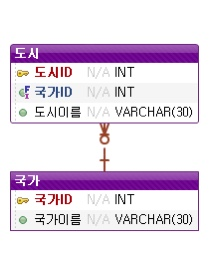 도시
도시ID N/A INT
국가ID N/A INT
도시이름 N/A VARCHAR(30)
국가
국가ID N/A INT
국가이름 N/A VARCHAR(30)